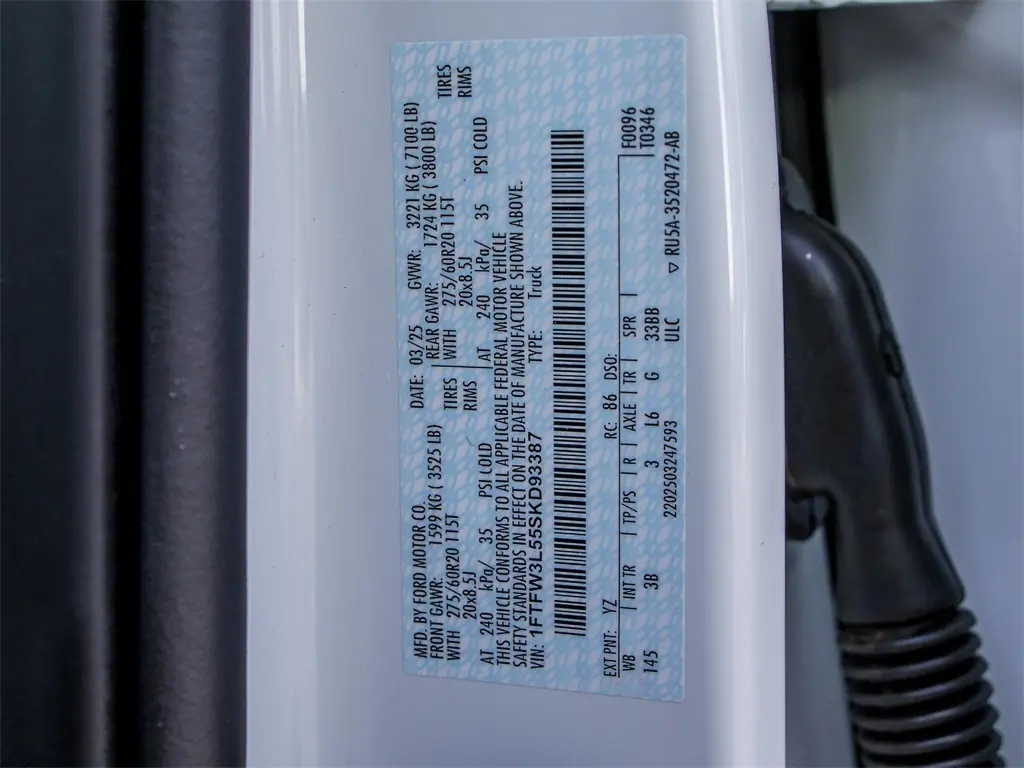 MFD. BY FORD MOTOR CO. DATE: 03/25 GVWR: 3221 KG ( 7100 LB)
FRONT GAWR: 1599 KG ( 3525 LB) REAR GAWR: 1724 KG ( 3800 LB)
WITH 275/60R20 115T TIRES WITH 275/60R20 115T TIRES
20x8.5J RIMS 20x8.5J RIMS
AT 240 kPa/ 35 PSI COLD AT 240 kPa/ 35 PSI COLD
THIS VEHICLE CONFORMS TO ALL APPLICABLE FEDERAL MOTOR VEHICLE
SAFETY STANDARDS IN EFFECT ON THE DATE OF MANUFACTURE SHOWN ABOVE.
VIN: 1FTFW3L55SKD93387 TYPE: Truck
EXT PNT: YZ RC: 86 DSO: F0096
WB INT TR TP/PS R AXLE TR SPR T0346
145 3B 3 L6 G 33BB
2202503247593 ULC ▽ RU5A-3520472-AB